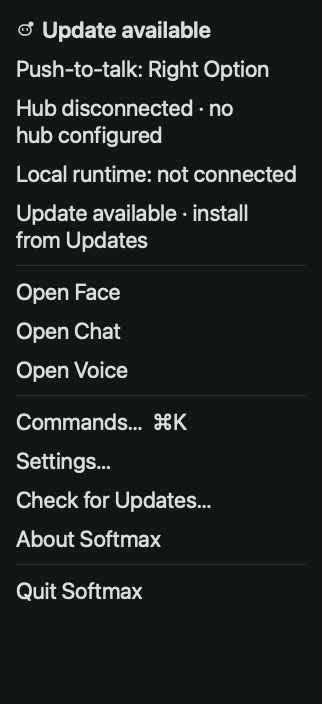 Update available
Push-to-talk: Right Option
Hub disconnected · no
hub configured
Local runtime: not connected
Update available · install
from Updates
Open Face
Open Chat
Open Voice
Commands... ⌘K
Settings...
Check for Updates...
About Softmax
Quit Softmax